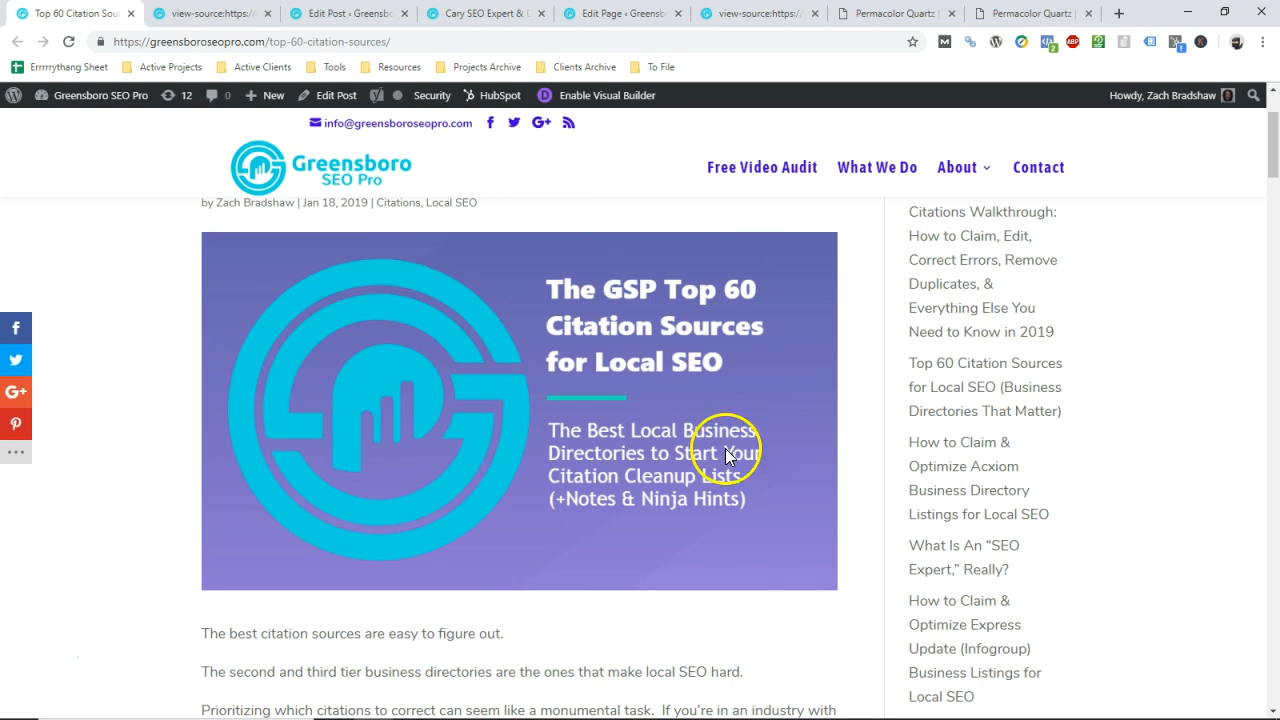 Top 60 Citation Sour
view-source:https://
Edit Post ‹ Greensb
Cary SEO Expert & D
Edit Page ‹ Greensb
view-source:https://
Permacolor Quartz
Permacolor Quartz
https://greensboroseopro.com/top-60-citation-sources/
Errrrrythang Sheet
Active Projects
Active Clients
Tools
Resources
Projects Archive
Clients Archive
To File
Greensboro SEO Pro
12
0
+ New
Edit Post
Security
HubSpot
Enable Visual Builder
Howdy, Zach Bradshaw
info@greensboroseopro.com
Greensboro
SEO Pro
Free Video Audit
What We Do
About
Contact
by Zach Bradshaw | Jan 18, 2019 | Citations, Local SEO
The GSP Top 60
Citation Sources
for Local SEO
The Best Local Business
Directories to Start Your
Citation Cleanup Lists
(+Notes & Ninja Hints)
The best citation sources are easy to figure out.
The second and third tier business directories are the ones that make local SEO hard.
Prioritizing which citations to correct can seem like a monumental task. If you're in an industry with
Citations Walkthrough:
How to Claim, Edit,
Correct Errors, Remove
Duplicates, &
Everything Else You
Need to Know in 2019
Top 60 Citation Sources
for Local SEO (Business
Directories That Matter)
How to Claim &
Optimize Acxiom
Business Directory
Listings for Local SEO
What Is An “SEO
Expert,” Really?
How to Claim &
Optimize Express
Update (Infogroup)
Business Listings for
Local SEO